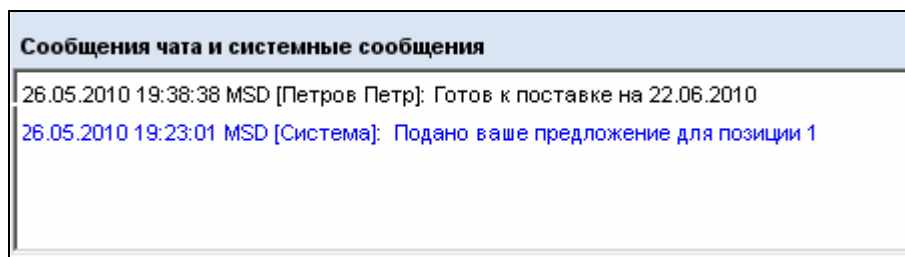 Сообщения чата и системные сообщения
26.05.2010 19:38:38 MSD [Петров Петр]: Готов к поставке на 22.06.2010
26.05.2010 19:23:01 MSD [Система]: Подано ваше предложение для позиции 1